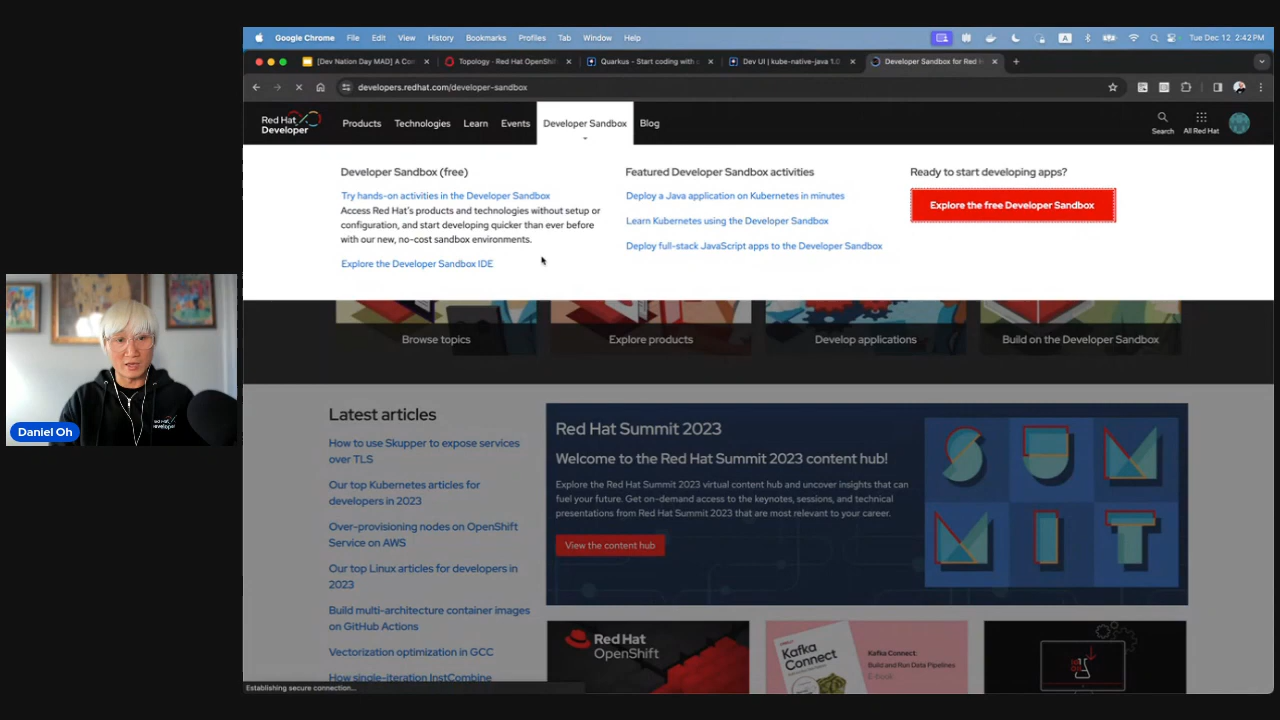 Google Chrome File Edit View History Bookmarks Profiles Tab Window Help
A Tue Dec 12 2:42 PM
[Dev Nation Day MAD] A Con
Topology - Red Hat OpenShif
Quarkus - Start coding with c
Dev UI | kube-native-java 1.0
Developer Sandbox for Red H
developers.redhat.com/developer-sandbox
Red Hat
Developer
Products Technologies Learn Events Developer Sandbox Blog
Search All Red Hat
Developer Sandbox (free)
Try hands-on activities in the Developer Sandbox
Access Red Hat's products and technologies without setup or
configuration, and start developing quicker than ever before
with our new, no-cost sandbox environments.
Explore the Developer Sandbox IDE
Featured Developer Sandbox activities
Deploy a Java application on Kubernetes in minutes
Learn Kubernetes using the Developer Sandbox
Deploy full-stack JavaScript apps to the Developer Sandbox
Ready to start developing apps?
Explore the free Developer Sandbox
Browse topics
Explore products
Develop applications
Build on the Developer Sandbox
Latest articles
How to use Skupper to expose services
over TLS
Our top Kubernetes articles for
developers in 2023
Over-provisioning nodes on OpenShift
Service on AWS
Our top Linux articles for developers in
2023
Build multi-architecture container images
on GitHub Actions
Vectorization optimization in GCC
How single-iteration InstCombine
Red Hat Summit 2023
Welcome to the Red Hat Summit 2023 content hub!
Explore the Red Hat Summit 2023 virtual content hub and uncover insights that can
fuel your future. Get on-demand access to the keynotes, sessions, and technical
presentations from Red Hat Summit 2023 that are most relevant to your career.
View the content hub
SUM
MIT
Red Hat
OpenShift
Kafka
Connect
Kafka Connect:
Build and Run Data Pipelines
E-book
Establishing secure connection...
Red Hat
Developer
Daniel Oh